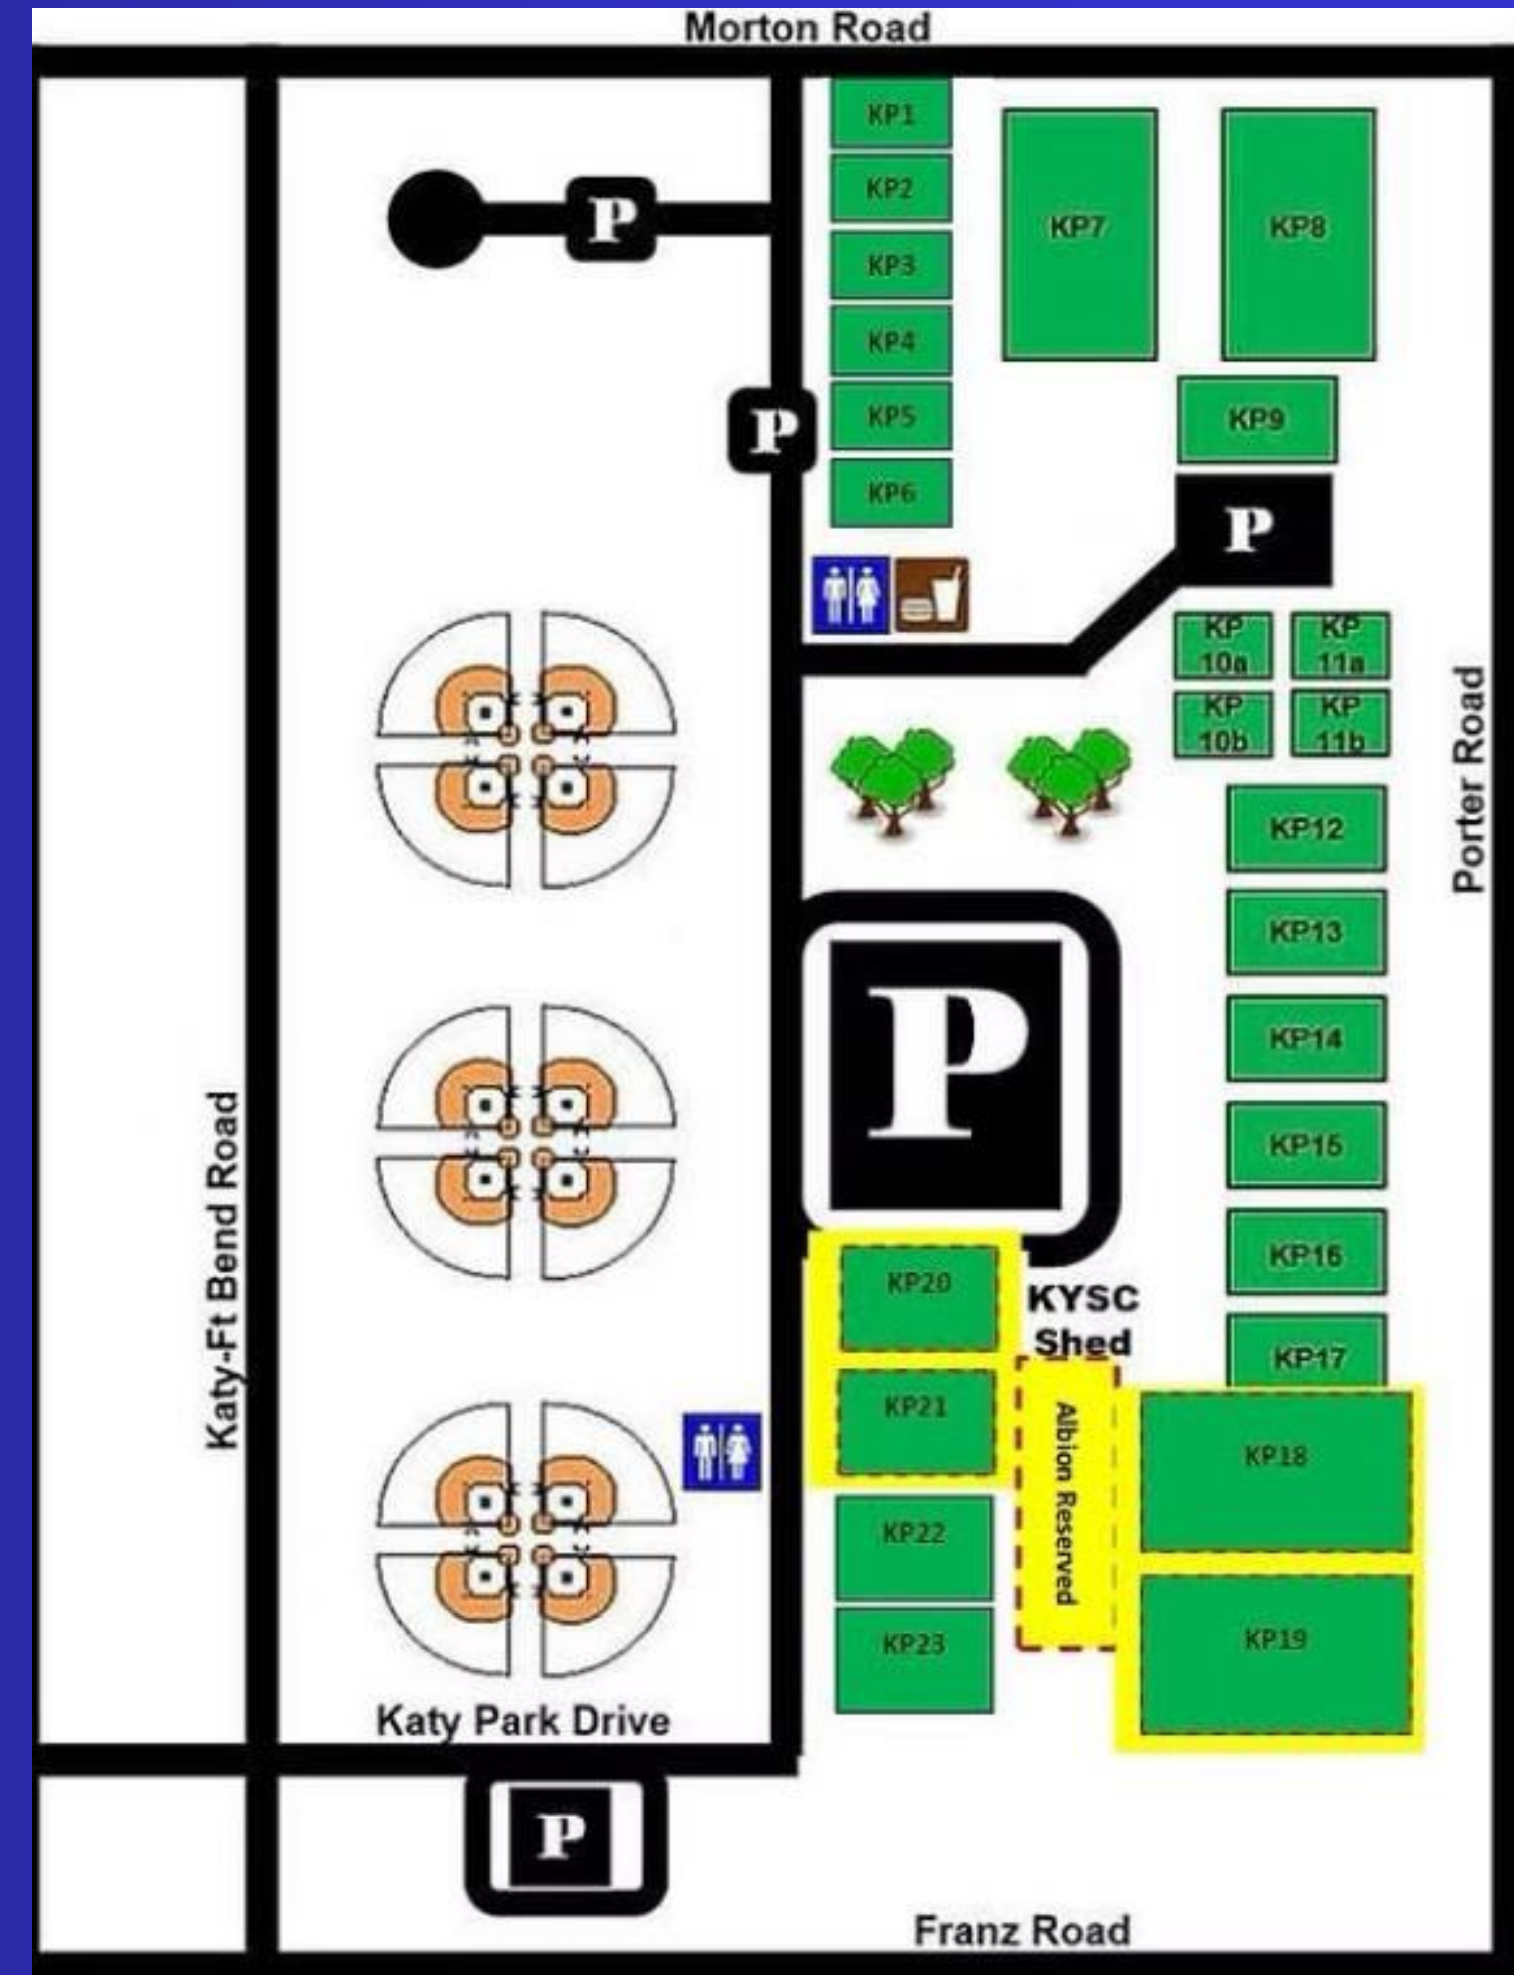 Morton Road
KP1
KP2
KP3
KP4
KP5
KP6
KP7
KP8
KP9
P
P
P
KP
10a
KP
11a
KP
10b
KP
11b
Porter Road
KP12
KP13
KP14
KP15
KP16
KP17
P
Katy-Ft Bend Road
KP20
KYSC
Shed
KP21
Albion Reserved
KP18
KP22
KP19
KP23
Katy Park Drive
P
Franz Road